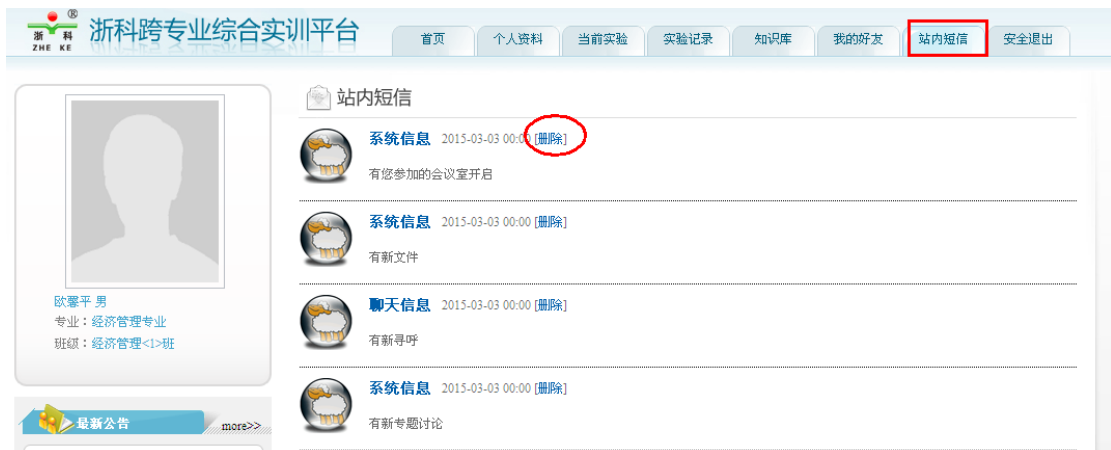 ®
浙 科
ZHE KE
浙科跨专业综合实训平台
首页 个人资料 当前实验 实验记录 知识库 我的好友 站内短信 安全退出
站内短信
系统信息 2015-03-03 00:00 [删除]
有您参加的会议室开启
系统信息 2015-03-03 00:00 [删除]
有新文件
聊天信息 2015-03-03 00:00 [删除]
有新寻呼
系统信息 2015-03-03 00:00 [删除]
有新专题讨论
欧馨平 男
专业：经济管理专业
班级：经济管理<1>班
最新公告 more>>